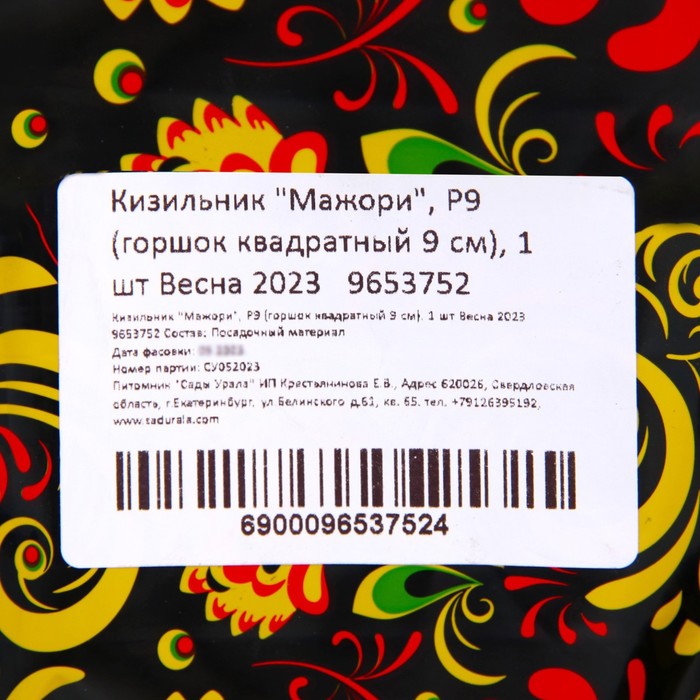 Кизильник "Мажори", Р9
(горшок квадратный 9 см), 1
шт Весна 2023 9653752
Кизильник "Мажори", Р9 (горшок квадратный 9 см), 1 шт Весна 2023
9653752 Состав: Посадочный материал
Дата фасовки:
Номер партии: СУ052023
Питомник "Сады Урала" ИП Крестьянинова Е.В., Адрес 620026, Свердловская
область, г.Екатеринбург, ул.Белинского д.61, кв. 65. тел. +79126395192,
www.sadurala.com
6900096537524